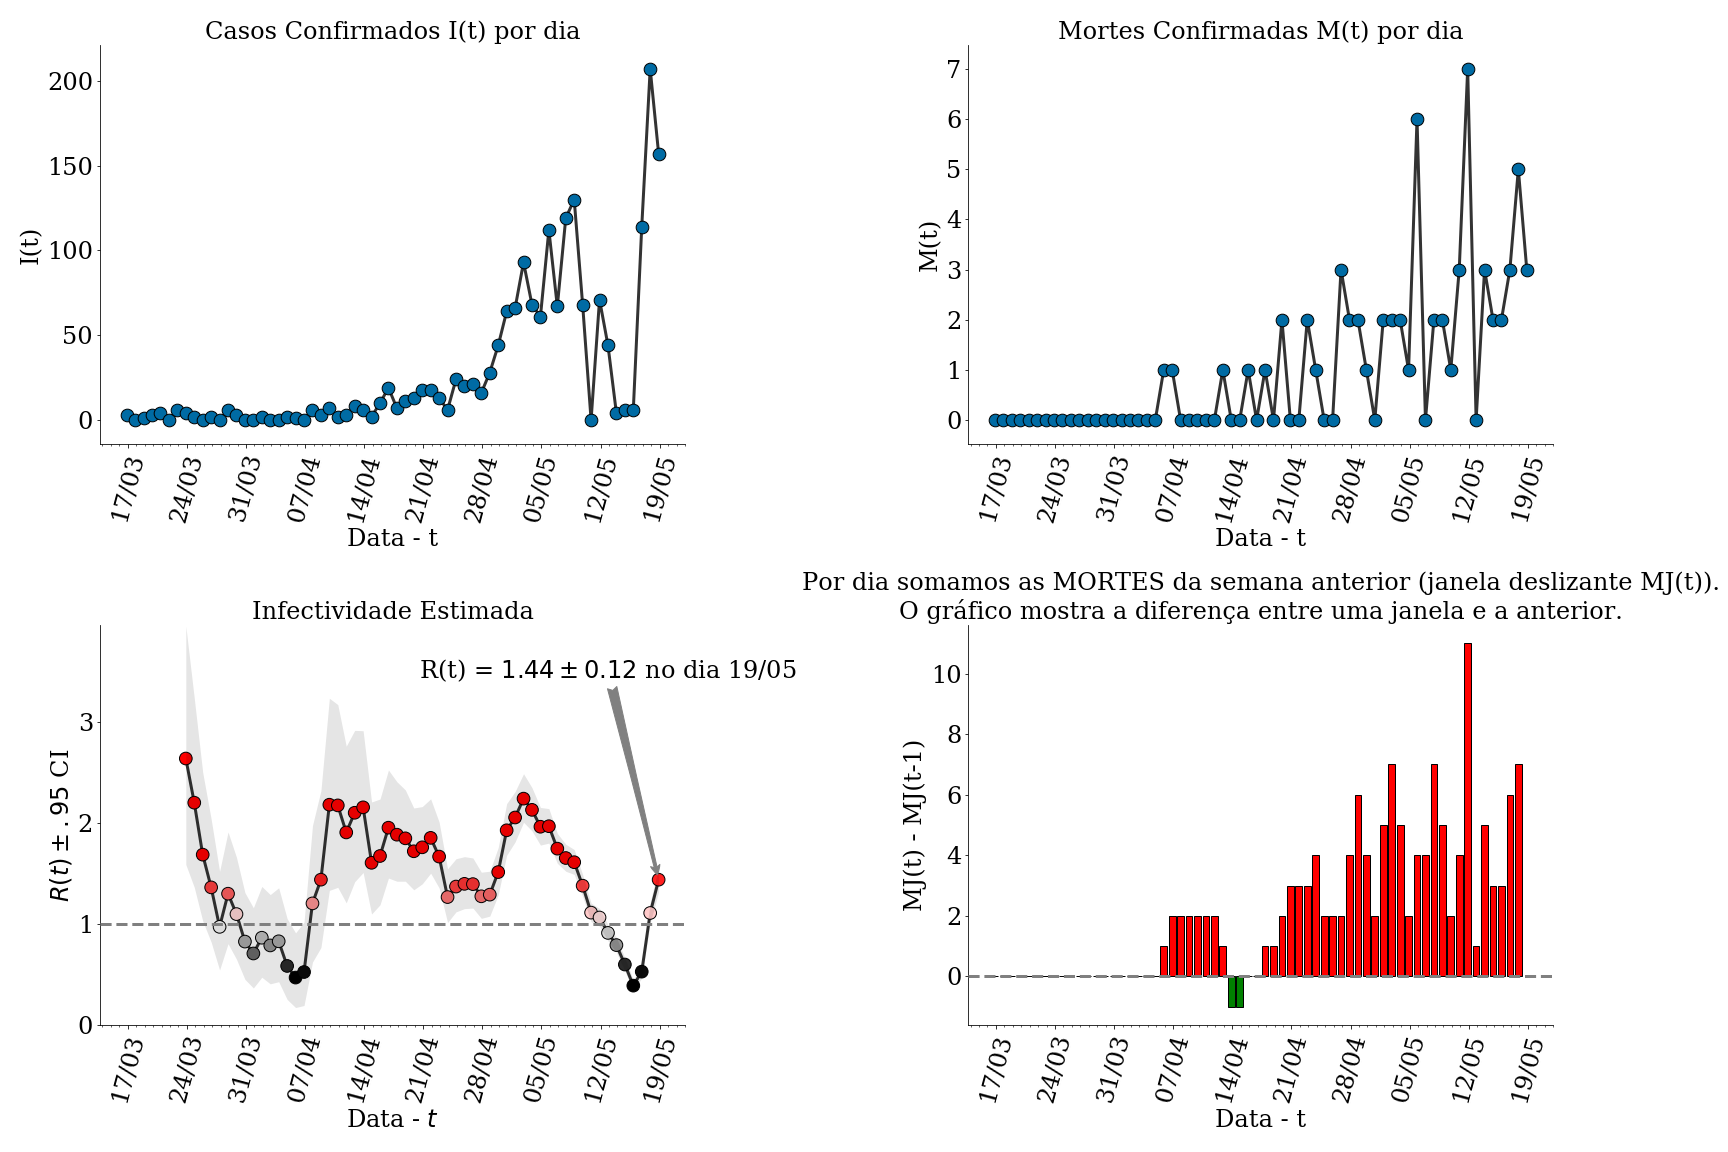 Casos Confirmados I(t) por dia
I(t)
200
150
100
50
0
17/03 24/03 31/03 07/04 14/04 21/04 28/04 05/05 12/05 19/05
Data - t
Mortes Confirmadas M(t) por dia
M(t)
7
6
5
4
3
2
1
0
17/03 24/03 31/03 07/04 14/04 21/04 28/04 05/05 12/05 19/05
Data - t
Infectividade Estimada
R(t) = 1.44 ± 0.12 no dia 19/05
R(t) ± .95 CI
3
2
1
0
17/03 24/03 31/03 07/04 14/04 21/04 28/04 05/05 12/05 19/05
Data - t
Por dia somamos as MORTES da semana anterior (janela deslizante MJ(t)).
O gráfico mostra a diferença entre uma janela e a anterior.
MJ(t) - MJ(t-1)
10
8
6
4
2
0
17/03 24/03 31/03 07/04 14/04 21/04 28/04 05/05 12/05 19/05
Data - t